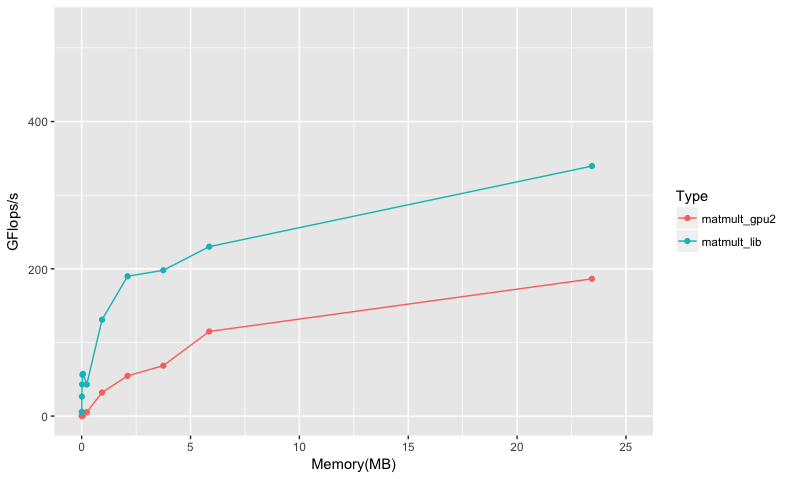 GFlops/s
400
200
0
0 5 10 15 20 25
Memory(MB)
Type
matmult_gpu2
matmult_lib